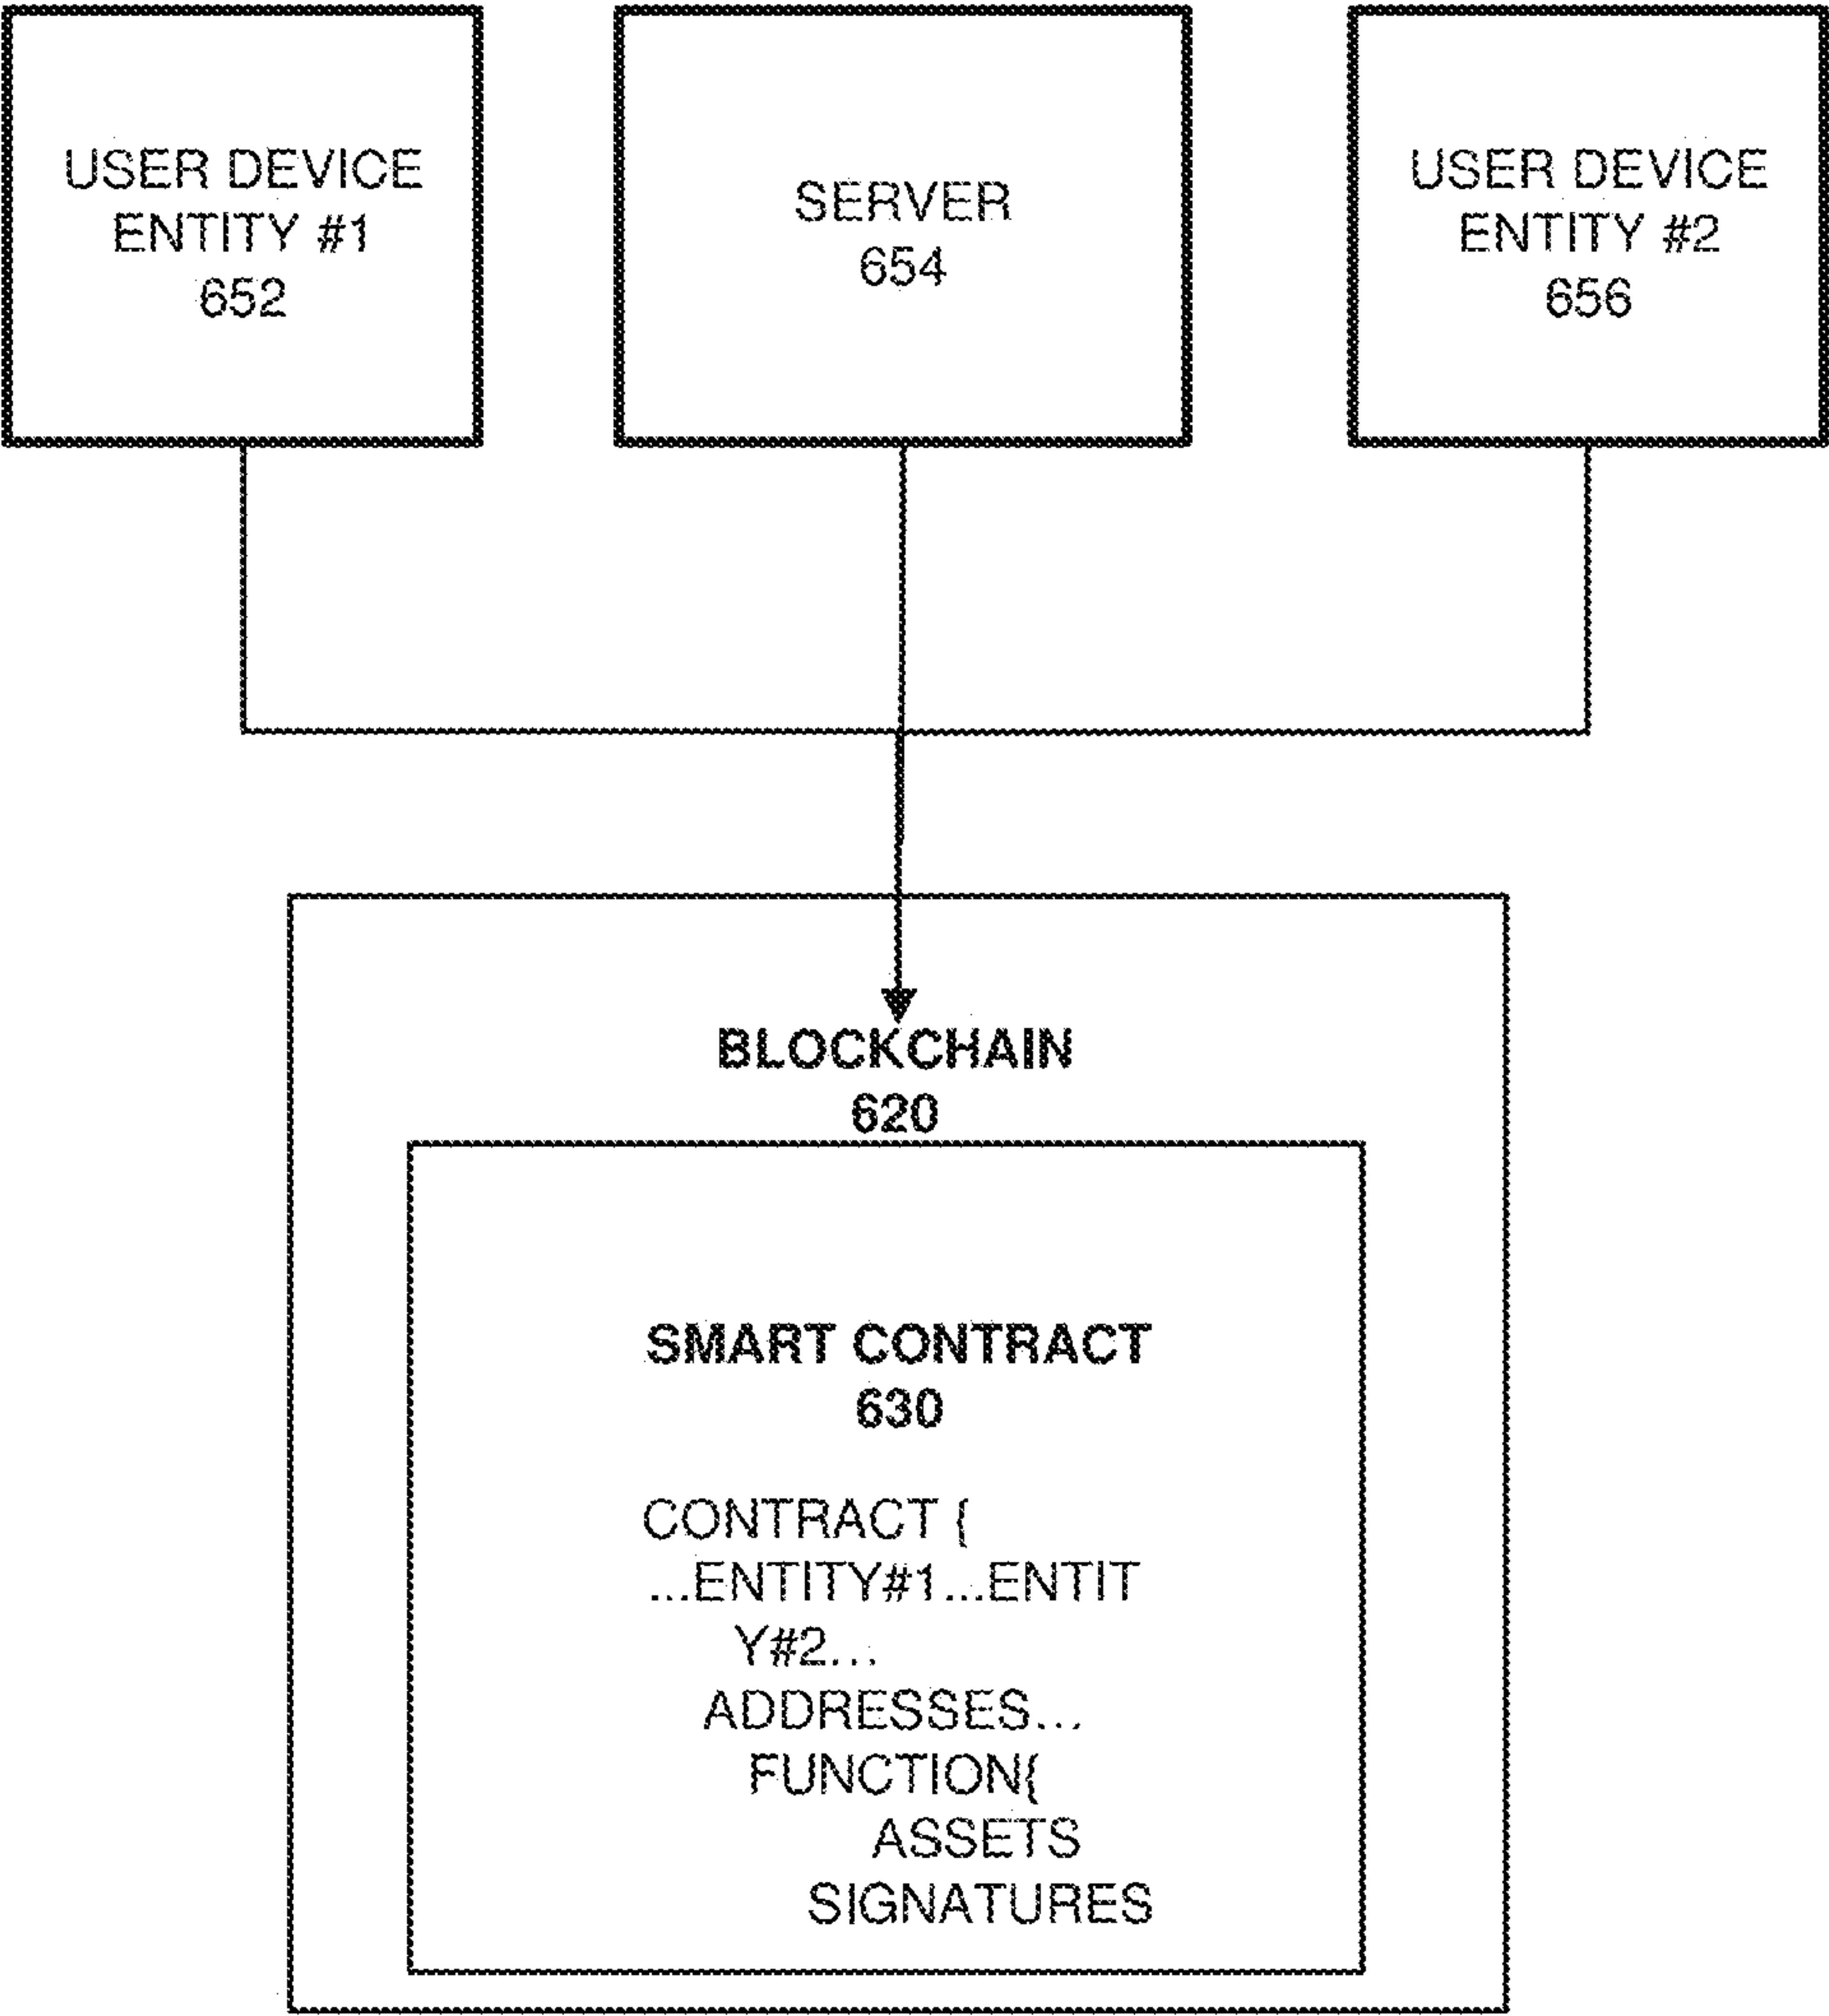 USER DEVICE
ENTITY #1
652
SERVER
654
USER DEVICE
ENTITY #2
656
BLOCKCHAIN
620
SMART CONTRACT
630
CONTRACT {
...ENTITY#1...ENTIT
Y#2...
ADDRESSES...
FUNCTION{
ASSETS
SIGNATURES